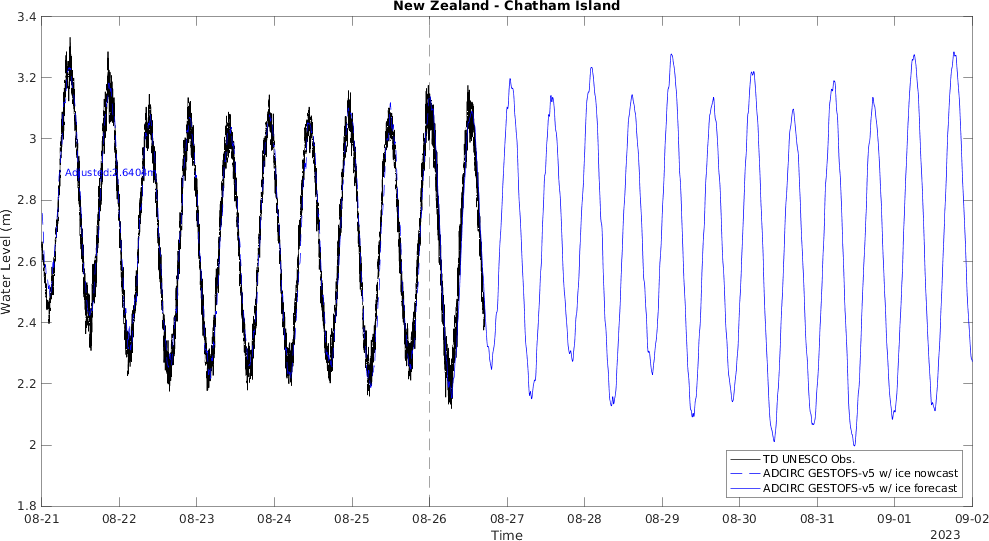 New Zealand - Chatham Island
3.4
3.2
3
2.8
2.6
2.4
2.2
2
1.8
Water Level (m)
Adjusted:2.6404m
TD UNESCO Obs.
ADCIRC GESTOFS-v5 w/ ice nowcast
ADCIRC GESTOFS-v5 w/ ice forecast
08-21 08-22 08-23 08-24 08-25 08-26 08-27 08-28 08-29 08-30 08-31 09-01 09-02
Time
2023